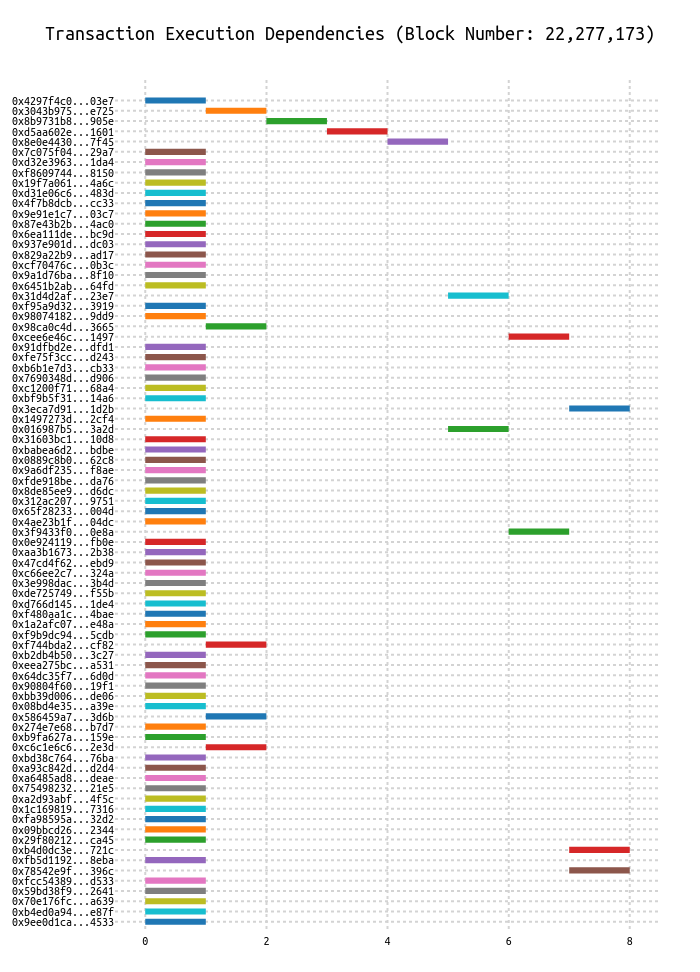 Transaction Execution Dependencies (Block Number: 22,277,173)
0x4297f4c0...03e7
0x3043b975...e725
0x8b9731b8...905e
0xd5aa602e...1601
0x8e0e4430...7f45
0x7c075f04...29a7
0xd32e3963...1da4
0xf8609744...8150
0x19f7a061...4a6c
0xd31e06c6...483d
0x4f7b8dcb...cc33
0x9e91e1c7...03c7
0x87e43b2b...4ac0
0x6ea111de...bc9d
0x937e901d...dc03
0x829a22b9...ad17
0xcf70476c...0b3c
0x9a1d76ba...8f10
0x6451b2ab...64fd
0x31d4d2af...23e7
0xf95a9d32...3919
0x98074182...9dd9
0x98ca0c4d...3665
0xcee6e46c...1497
0x91dfbd2e...dfd1
0xfe75f3cc...d243
0xb6b1e7d3...cb33
0x7690348d...d906
0xc1200f71...68a4
0xbf9b5f31...14a6
0x3eca7d91...1d2b
0x1497273d...2cf4
0x016987b5...3a2d
0x31603bc1...10d8
0xbabea6d2...bdbe
0x0889c8b0...62c8
0x9a6df235...f8ae
0xfde918be...da76
0x8de85ee9...d6dc
0x312ac207...9751
0x65f28233...004d
0x4ae23b1f...04dc
0x3f9433f0...0e8a
0x0e924119...fb0e
0xaa3b1673...2b38
0x47cd4f62...ebd9
0xc66ee2c7...324a
0x3e998dac...3b4d
0xde725749...f55b
0xd766d145...1de4
0xf480aa1c...4bae
0x1a2afc07...e48a
0xf9b9dc94...5cdb
0xf744bda2...cf82
0xb2db4b50...3c27
0xeea275bc...a531
0x64dc35f7...6d0d
0x90804f60...19f1
0xbb39d006...de06
0x08bd4e35...a39e
0x586459a7...3d6b
0x274e7e68...b7d7
0xb9fa627a...159e
0xc6c1e6c6...2e3d
0xbd38c764...76ba
0xa93c842d...d2d4
0xa6485ad8...deae
0x75498232...21e5
0xa2d93abf...4f5c
0x1c169819...7316
0xfa98595a...32d2
0x09bbcd26...2344
0x29f80212...ca45
0xb4d0dc3e...721c
0xfb5d1192...8eba
0x78542e9f...396c
0xfcc54389...d533
0x59bd38f9...2641
0x70e176fc...a639
0xb4ed0a94...e87f
0x9ee0d1ca...4533
0 2 4 6 8